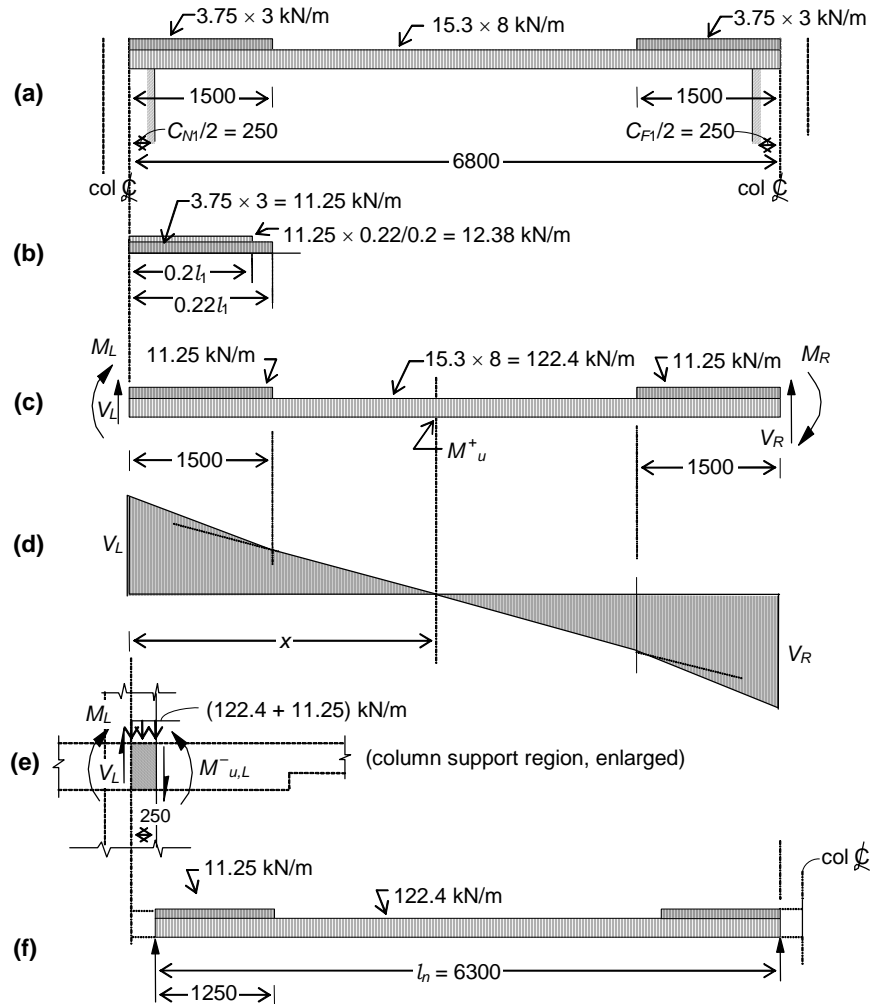 3.75 × 3 kN/m
15.3 × 8 kN/m
3.75 × 3 kN/m
(a)
1500
1500
C_N1/2 = 250
C_F1/2 = 250
6800
col ℄
col ℄
3.75 × 3 = 11.25 kN/m
11.25 × 0.22/0.2 = 12.38 kN/m
(b)
0.2l₁
0.22l₁
M_L
11.25 kN/m
15.3 × 8 = 122.4 kN/m
11.25 kN/m
M_R
(c)
V_L
V_R
M⁺_u
1500
1500
(d)
V_L
x
V_R
M_L
(122.4 + 11.25) kN/m
(e)
V_L
M⁻_u,L
(column support region, enlarged)
250
11.25 kN/m
122.4 kN/m
col ℄
(f)
l_n = 6300
1250